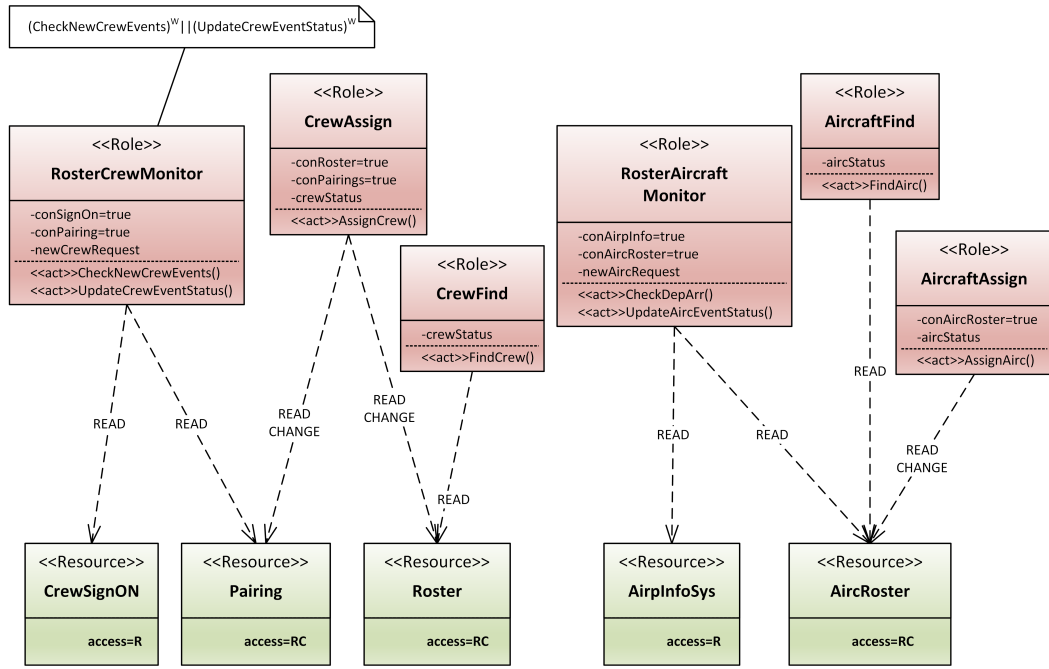 (CheckNewCrewEvents)ᵂ||(UpdateCrewEventStatus)ᵂ
<<Role>>
RosterCrewMonitor
-conSignOn=true
-conPairing=true
-newCrewRequest
<<act>>CheckNewCrewEvents()
<<act>>UpdateCrewEventStatus()
<<Role>>
CrewAssign
-conRoster=true
-conPairings=true
-crewStatus
<<act>>AssignCrew()
<<Role>>
CrewFind
-crewStatus
<<act>>FindCrew()
<<Role>>
RosterAircraft
Monitor
-conAirpInfo=true
-conAircRoster=true
-newAircRequest
<<act>>CheckDepArr()
<<act>>UpdateAircEventStatus()
<<Role>>
AircraftFind
-aircStatus
<<act>>FindAirc()
<<Role>>
AircraftAssign
-conAircRoster=true
-aircStatus
<<act>>AssignAirc()
READ
READ
READ
CHANGE
READ
CHANGE
READ
READ
READ
READ
READ
CHANGE
<<Resource>>
CrewSignON
access=R
<<Resource>>
Pairing
access=RC
<<Resource>>
Roster
access=RC
<<Resource>>
AirpInfoSys
access=R
<<Resource>>
AircRoster
access=RC